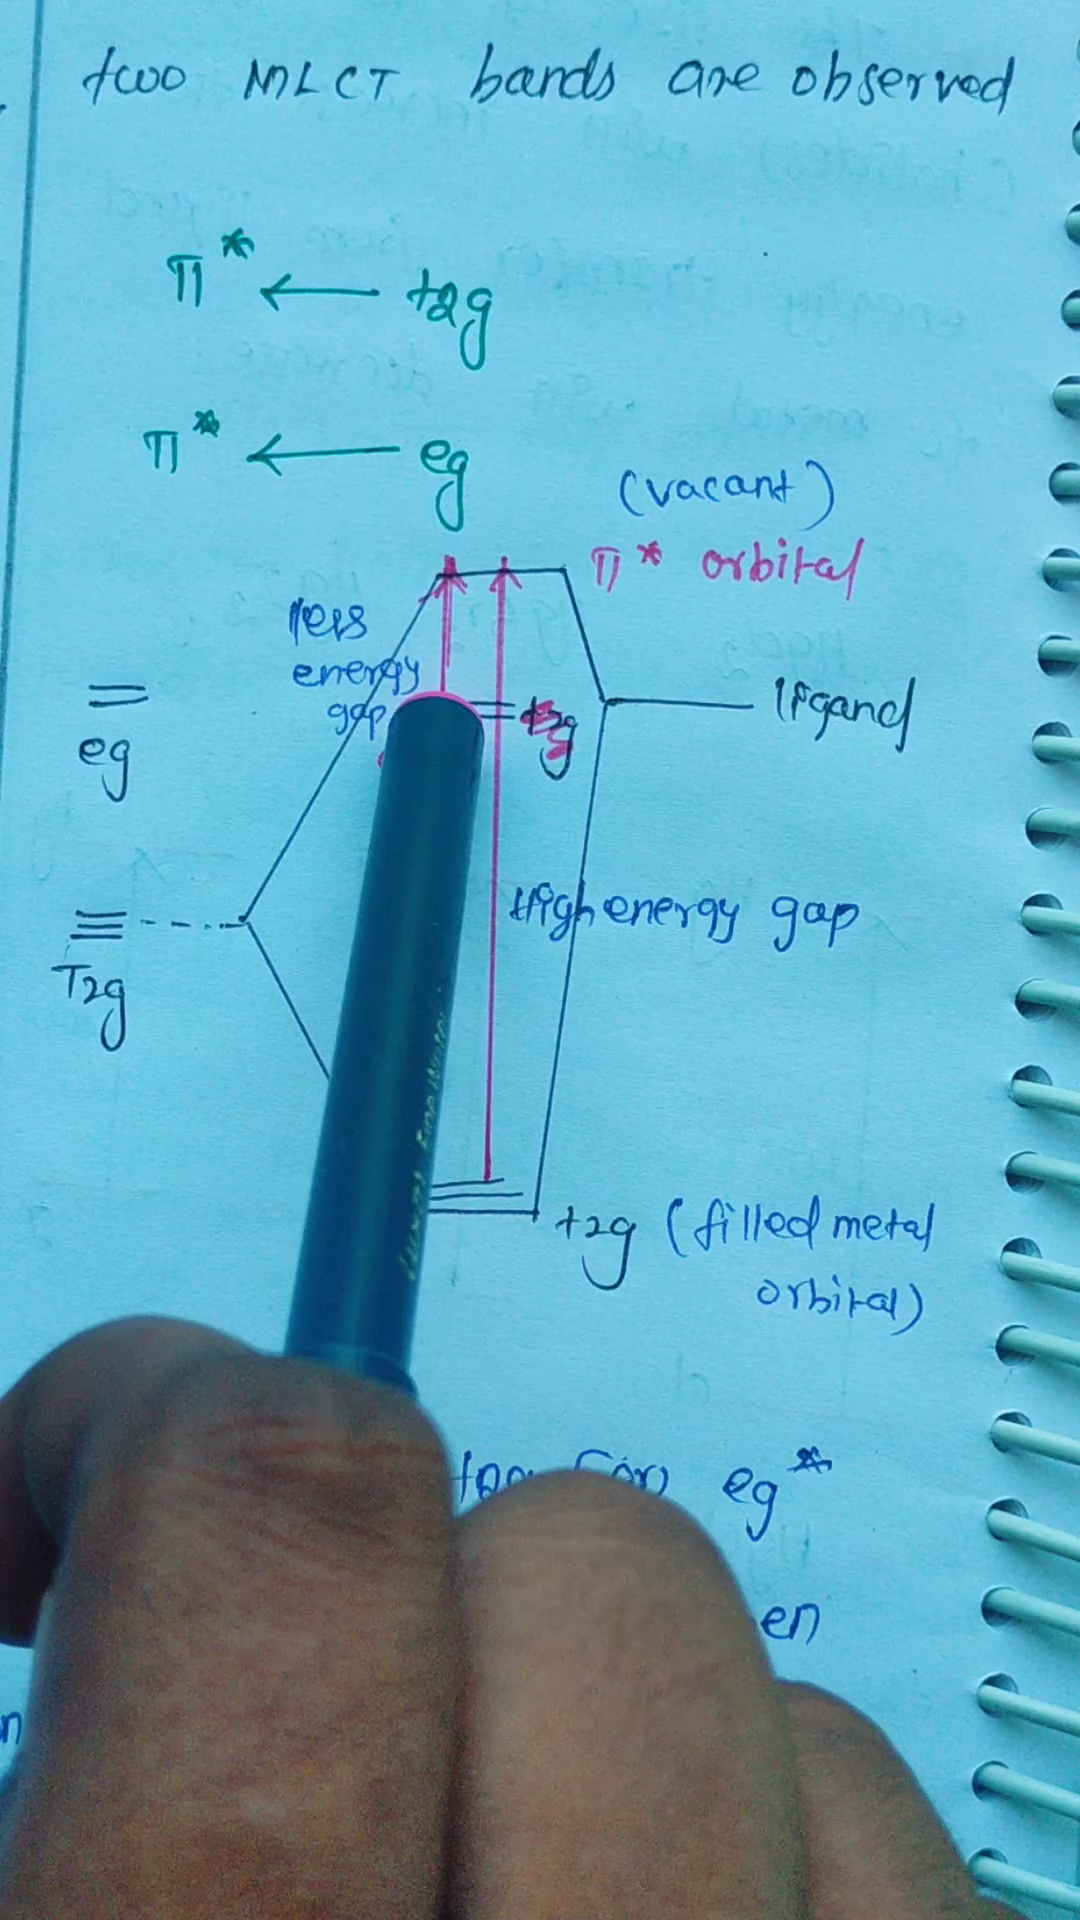 two MLCT bands are observed
π* ← t2g
π* ← eg
(vacant)
π* orbital
less
energy
gap
ligand
eg
High energy gap
T2g
t2g (filled metal
orbital)
eg*
en